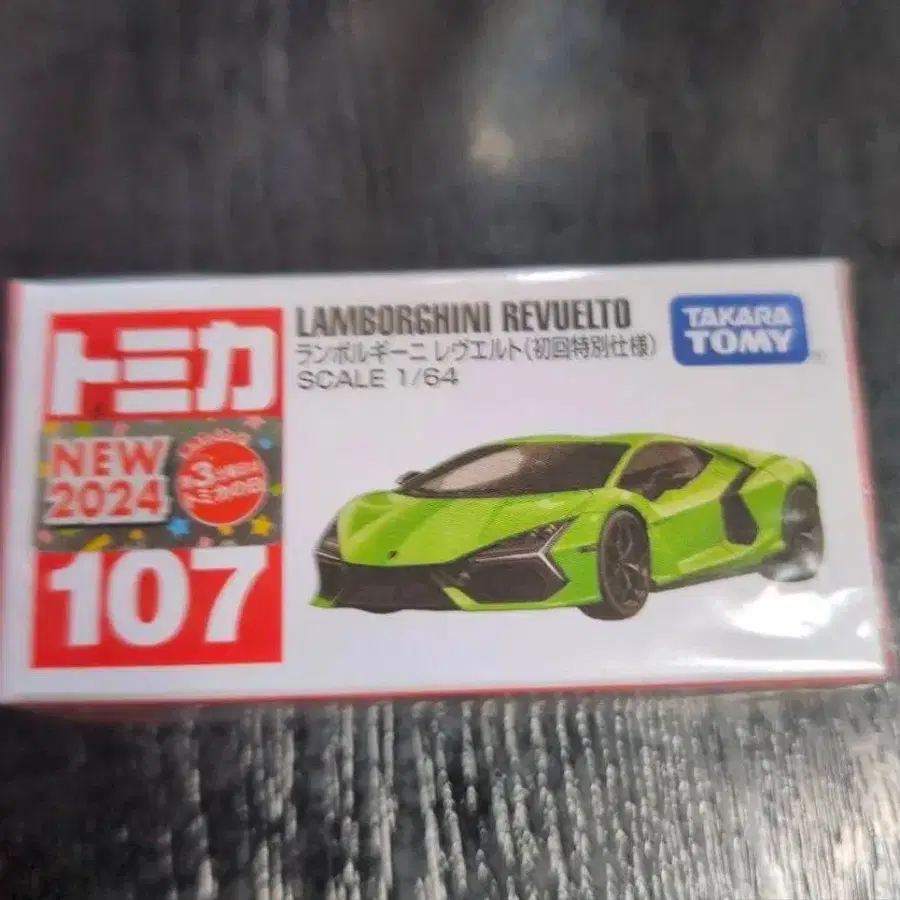 トミカ
NEW
2024
107
LAMBORGHINI REVUELTO
ランボルギーニ レヴエルト(初回特別仕様)
SCALE 1/64
TAKARA
TOMY